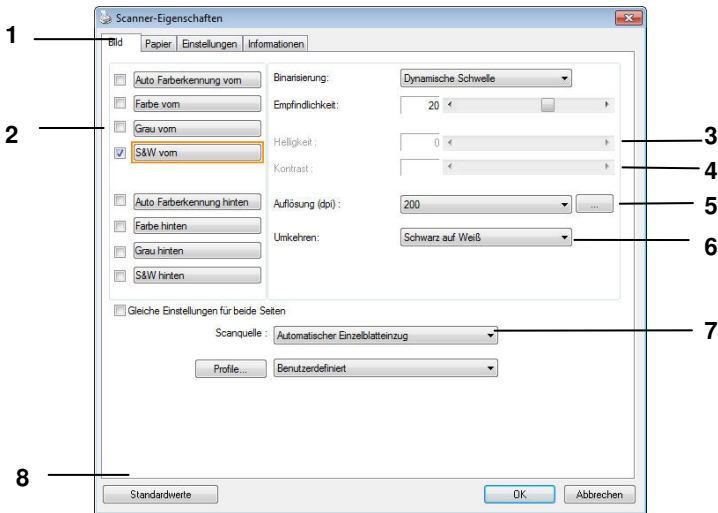 Scanner-Eigenschaften
1
Bild Papier Einstellungen Informationen
Auto Farberkennung vorn
Binarisierung: Dynamische Schwelle
Farbe vorn
Empfindlichkeit: 20
Grau vorn
2
Helligkeit : 0
3
S&W vorn
Kontrast :
4
Auto Farberkennung hinten
Auflösung (dpi) : 200 ...
5
Farbe hinten
Umkehren: Schwarz auf Weiß
6
Grau hinten
S&W hinten
Gleiche Einstellungen für beide Seiten
Scanquelle : Automatischer Einzelblatteinzug
7
Profile... Benutzerdefiniert
8
Standardwerte OK Abbrechen